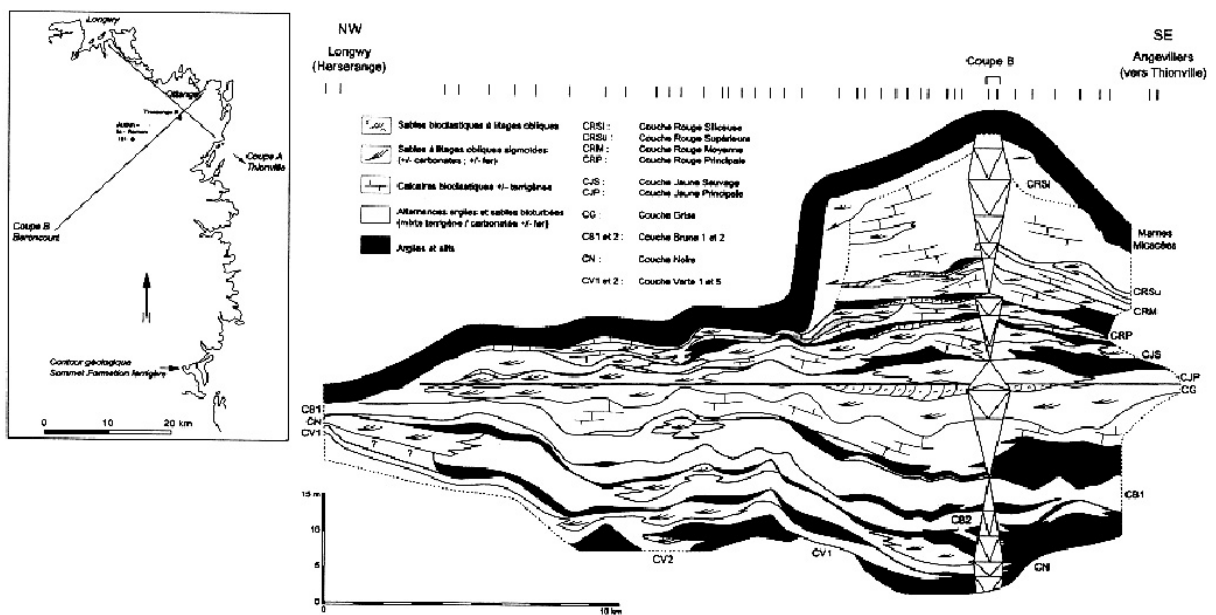 Longwy
Ottange
Coupe A
Thionville
Coupe B
Barencourt
Contour géologique
Sommet Formation ferrifère
0 10 20 km
NW
Longwy
(Herserange)
Coupe B
SE
Angevillers
(vers Thionville)
Sables bioclastiques à litages obliques
Sables à litages obliques sigmoïdes
(+/- carbonates ; +/- fer)
Calcaires bioclastiques +/- terrigènes
Alternances argiles et sables bioturbées
(mixte terrigène / carbonatée +/- fer)
Argiles et silts
CRSi : Couche Rouge Siliceuse
CRSu : Couche Rouge Supérieure
CRM : Couche Rouge Moyenne
CRP : Couche Rouge Principale
CJS : Couche Jaune Sauvage
CJP : Couche Jaune Principale
CG : Couche Grise
CB1 et 2 : Couche Brune 1 et 2
CN : Couche Noire
CV1 et 2 : Couche Verte 1 et
CRSi
Marnes
Micacées
CRSu
CRM
CRP
CJS
CJP
CG
CB1
CN
CV1
? ?
CB1
CB2
CN
CV2
CV1
15 m
10
5
0
0 10 km